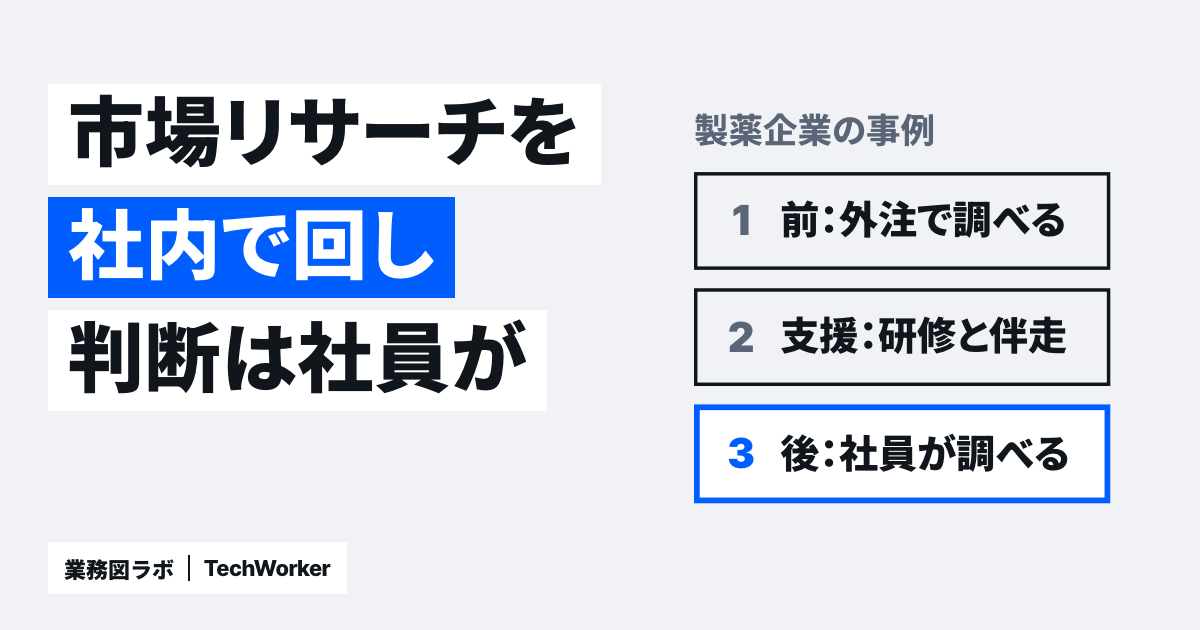 市場リサーチを
社内で回し
判断は社員が
製薬企業の事例
1 前：外注で調べる
2 支援：研修と伴走
3 後：社員が調べる
業務図ラボ｜TechWorker